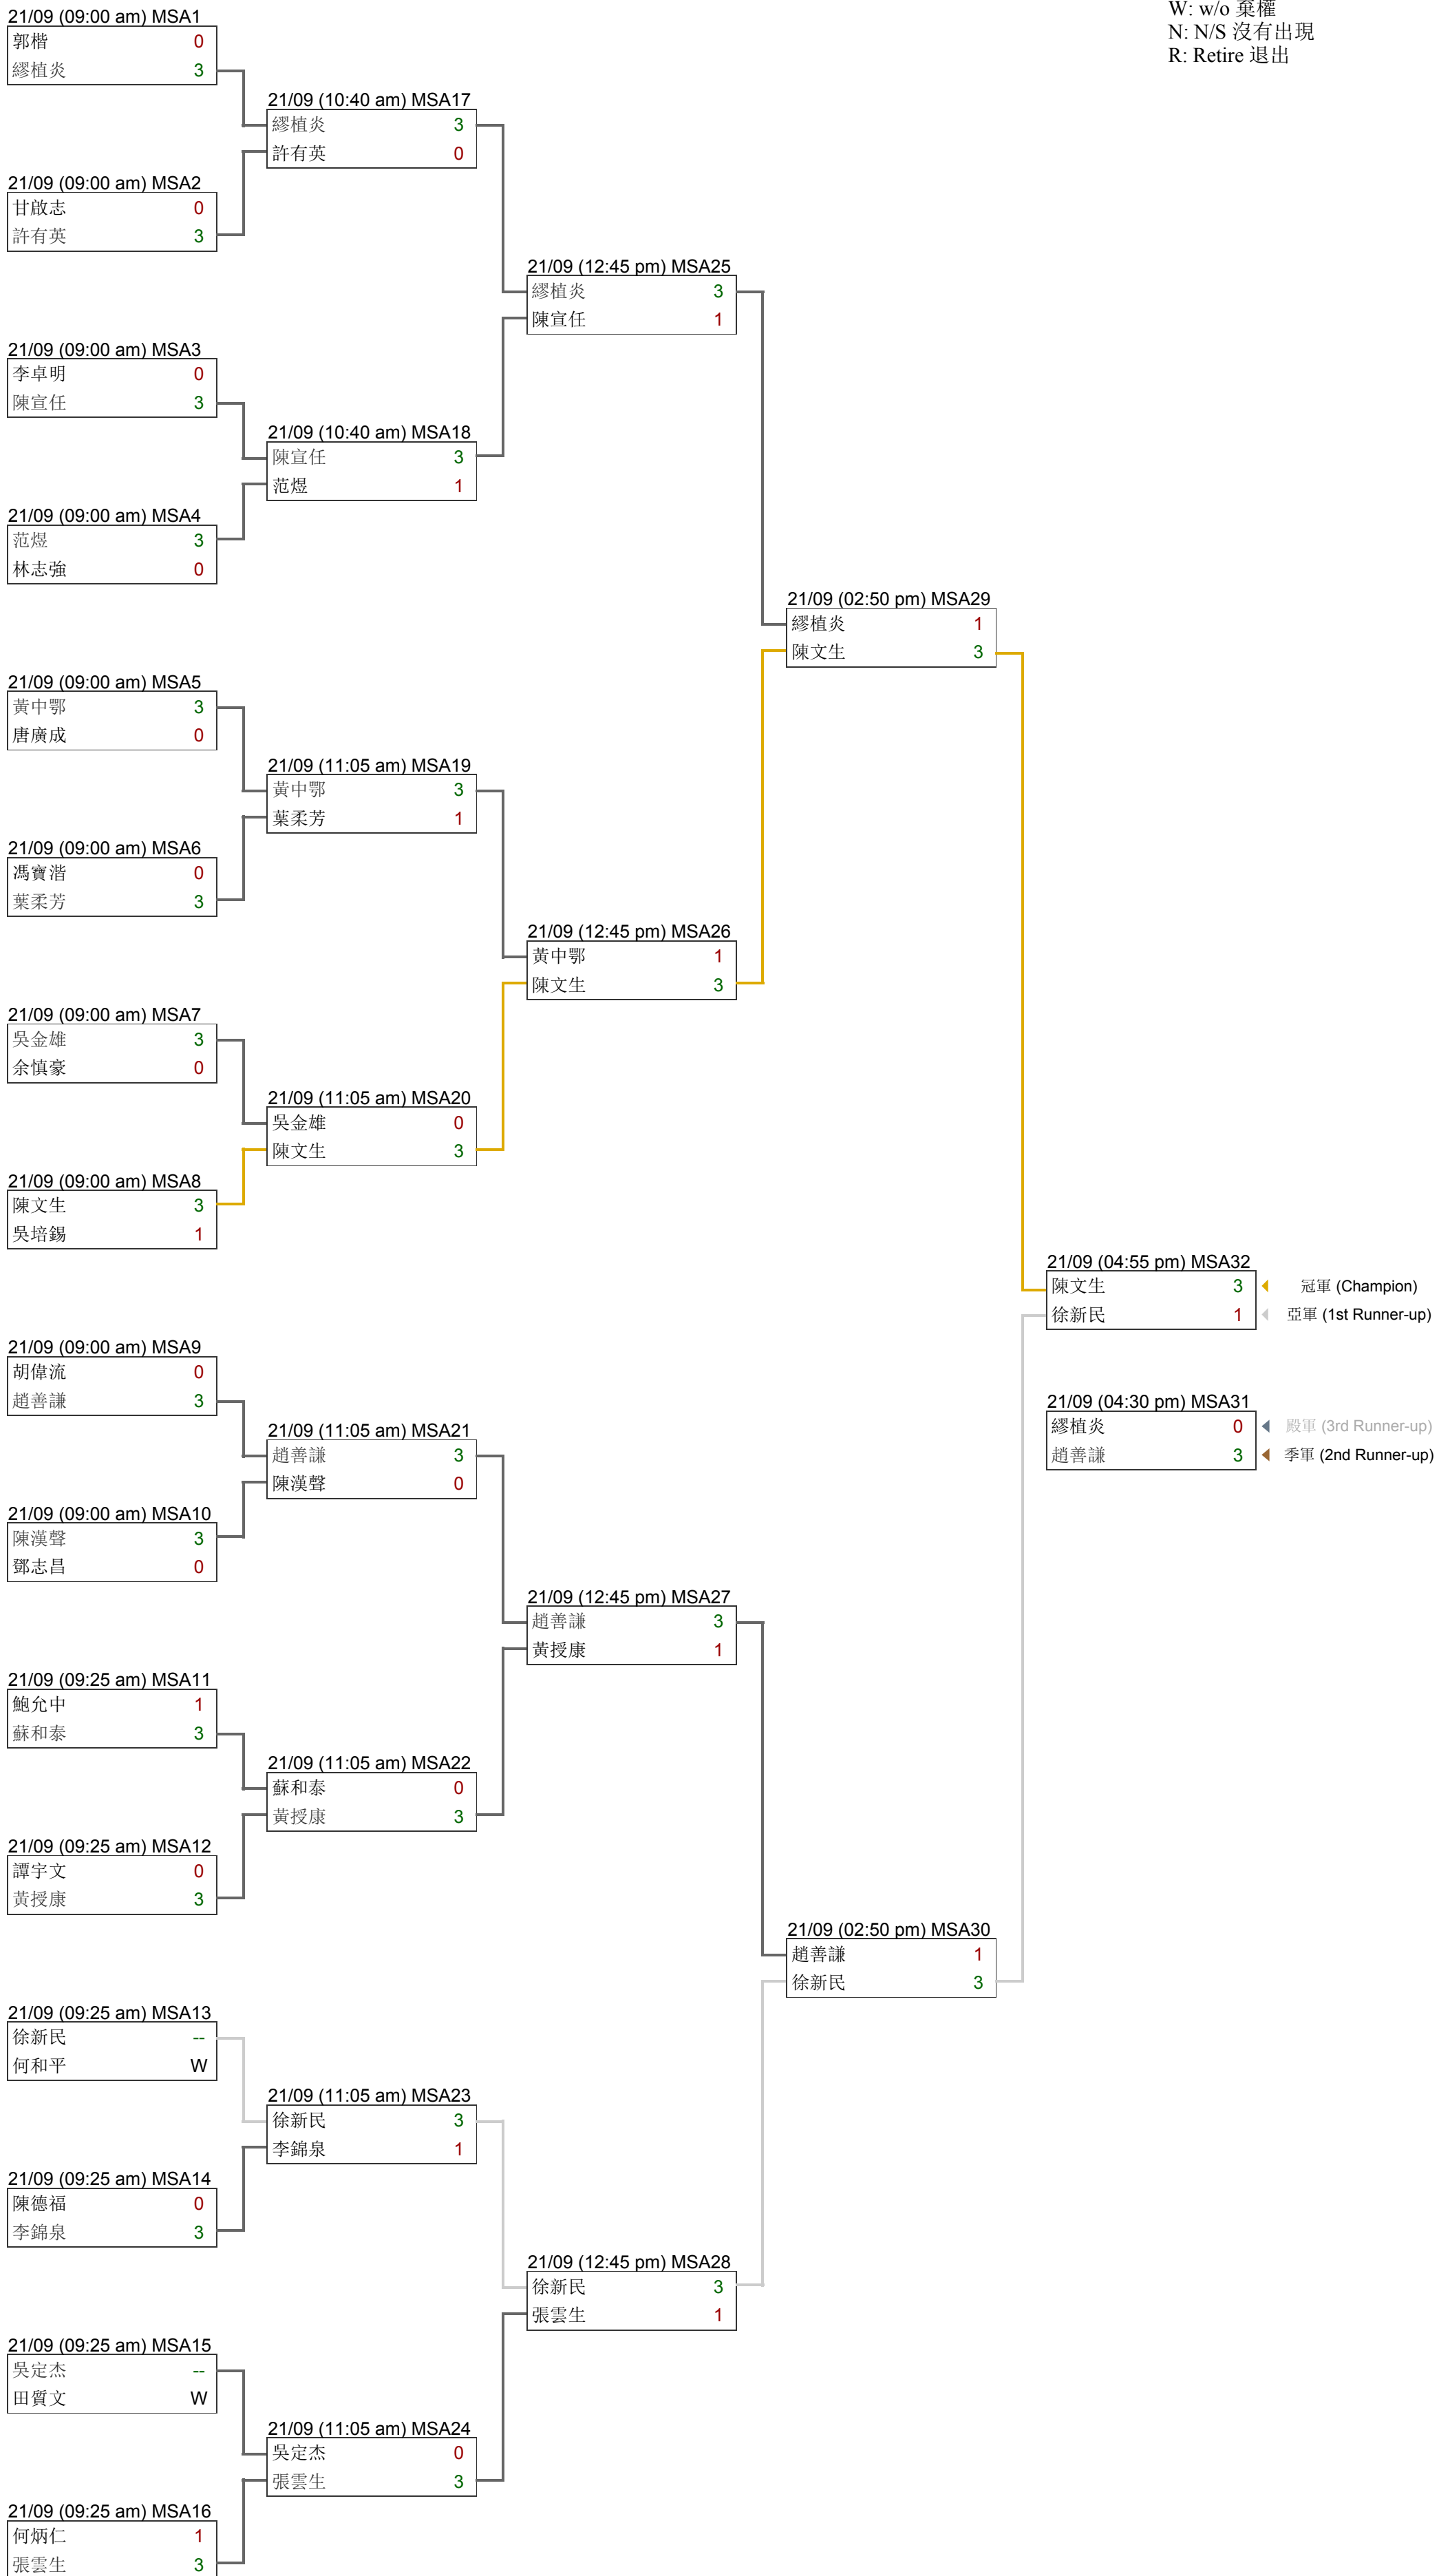 W: w/o 棄權
N: N/S 沒有出現
R: Retire 退出
21/09 (09:00 am) MSA1
郭楷 0
繆植炎 3
21/09 (10:40 am) MSA17
繆植炎 3
許有英 0
21/09 (09:00 am) MSA2
甘啟志 0
許有英 3
21/09 (12:45 pm) MSA25
繆植炎 3
陳宣任 1
21/09 (09:00 am) MSA3
李卓明 0
陳宣任 3
21/09 (10:40 am) MSA18
陳宣任 3
范煜 1
21/09 (09:00 am) MSA4
范煜 3
林志強 0
21/09 (02:50 pm) MSA29
繆植炎 1
陳文生 3
21/09 (09:00 am) MSA5
黃中鄂 3
唐廣成 0
21/09 (11:05 am) MSA19
黃中鄂 3
葉柔芳 1
21/09 (09:00 am) MSA6
馮寶湝 0
葉柔芳 3
21/09 (12:45 pm) MSA26
黃中鄂 1
陳文生 3
21/09 (09:00 am) MSA7
吳金雄 3
余慎豪 0
21/09 (11:05 am) MSA20
吳金雄 0
陳文生 3
21/09 (09:00 am) MSA8
陳文生 3
吳培錫 1
21/09 (04:55 pm) MSA32
陳文生 3 冠軍 (Champion)
徐新民 1 亞軍 (1st Runner-up)
21/09 (09:00 am) MSA9
胡偉流 0
趙善謙 3
21/09 (04:30 pm) MSA31
繆植炎 0 殿軍 (3rd Runner-up)
趙善謙 3 季軍 (2nd Runner-up)
21/09 (11:05 am) MSA21
趙善謙 3
陳漢聲 0
21/09 (09:00 am) MSA10
陳漢聲 3
鄧志昌 0
21/09 (12:45 pm) MSA27
趙善謙 3
黃授康 1
21/09 (09:25 am) MSA11
鮑允中 1
蘇和泰 3
21/09 (11:05 am) MSA22
蘇和泰 0
黃授康 3
21/09 (09:25 am) MSA12
譚宇文 0
黃授康 3
21/09 (02:50 pm) MSA30
趙善謙 1
徐新民 3
21/09 (09:25 am) MSA13
徐新民 --
何和平 W
21/09 (11:05 am) MSA23
徐新民 3
李錦泉 1
21/09 (09:25 am) MSA14
陳德福 0
李錦泉 3
21/09 (12:45 pm) MSA28
徐新民 3
張雲生 1
21/09 (09:25 am) MSA15
吳定杰 --
田質文 W
21/09 (11:05 am) MSA24
吳定杰 0
張雲生 3
21/09 (09:25 am) MSA16
何炳仁 1
張雲生 3